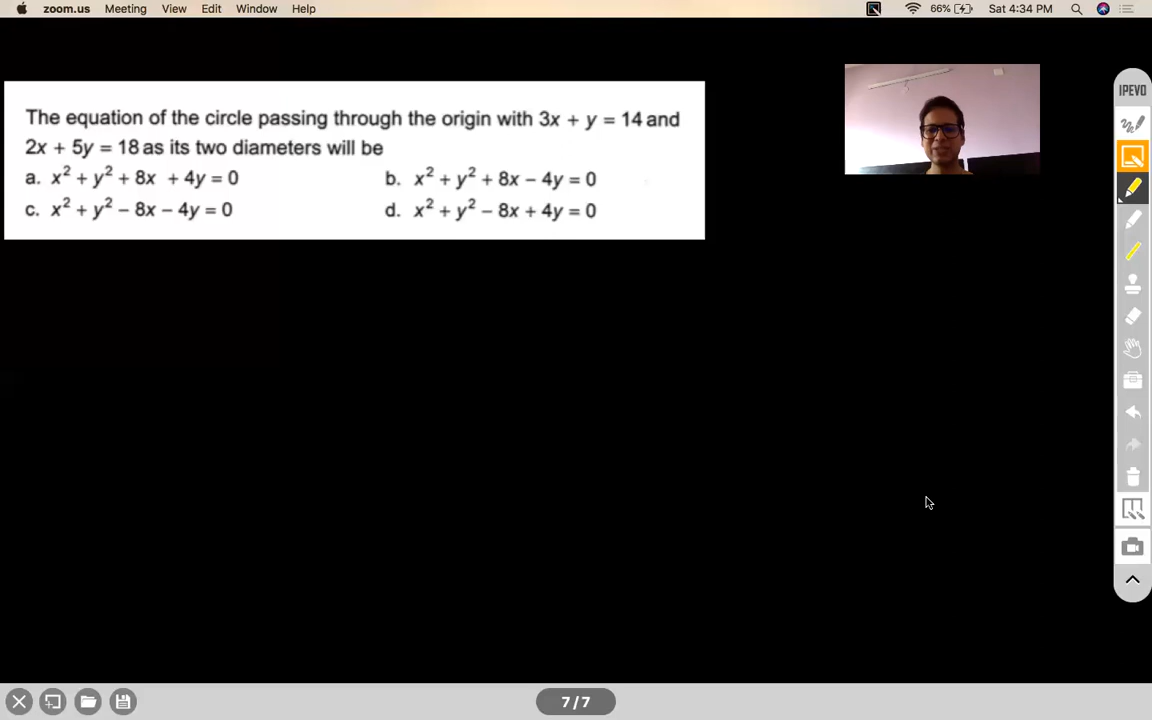 zoom.us Meeting View Edit Window Help 66% Sat 4:34 PM
IPEVO
The equation of the circle passing through the origin with 3x + y = 14 and
2x + 5y = 18 as its two diameters will be
a. x² + y² + 8x + 4y = 0 b. x² + y² + 8x − 4y = 0
c. x² + y² − 8x − 4y = 0 d. x² + y² − 8x + 4y = 0
7/7